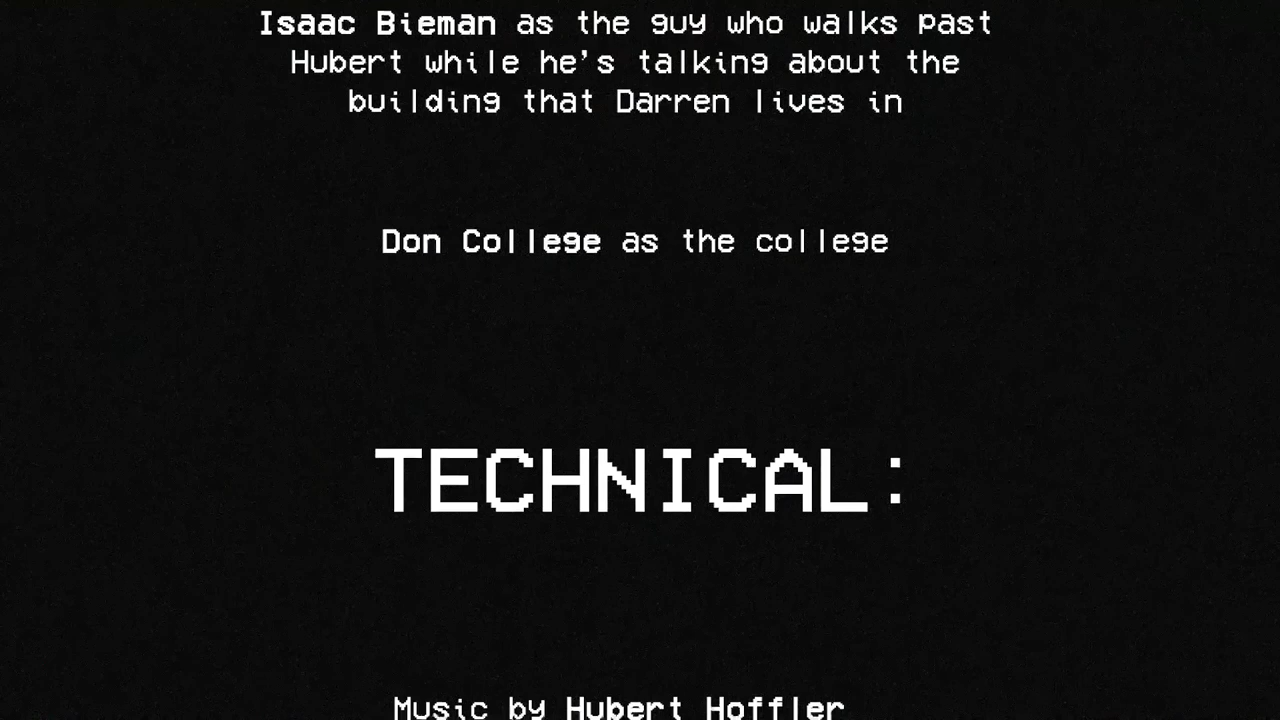 Isaac Bieman as the guy who walks past
Hubert while he's talking about the
building that Darren lives in
Don College as the college
TECHNICAL:
Music by Hubert Hoffler